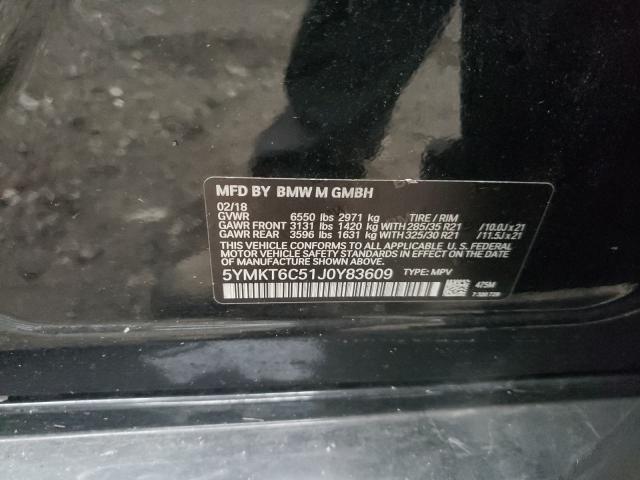 MFD BY BMW M GMBH
02/18
GVWR 6550 lbs 2971 kg TIRE / RIM
GAWR FRONT 3131 lbs 1420 kg WITH 285/35 R21 / 10.0J x 21
GAWR REAR 3596 lbs 1631 kg WITH 325/30 R21 / 11.5J x 21
THIS VEHICLE CONFORMS TO ALL APPLICABLE U.S. FEDERAL
MOTOR VEHICLE SAFETY STANDARDS IN EFFECT ON THE DATE
OF MANUFACTURE SHOWN ABOVE.
5YMKT6C51J0Y83609 TYPE: MPV
475M